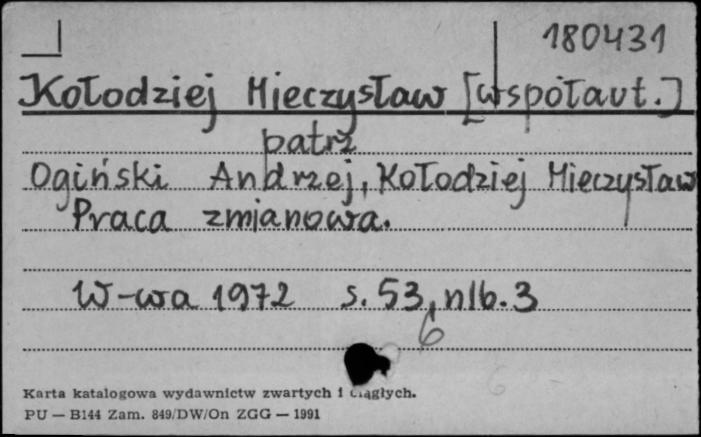 180431
Kołodziej Mieczysław [współaut.]
patrz
Ogiński Andrzej, Kołodziej Mieczysław
Praca zmianowa.
W-wa 1972 s. 53, nlb. 3
6
Karta katalogowa wydawnictw zwartych i ciągłych.
PU — B144 Zam. 849/DW/On ZGG — 1991